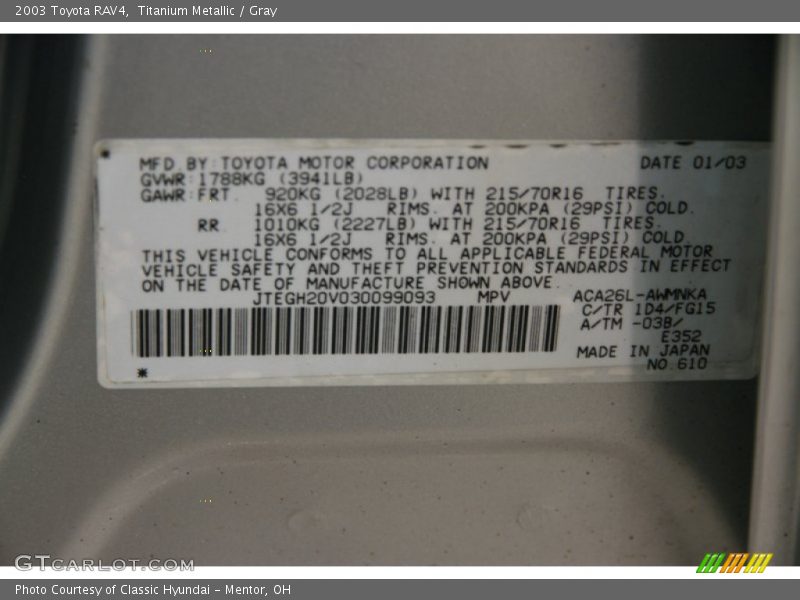 2003 Toyota RAV4,  Titanium Metallic / Gray
MFD BY:TOYOTA MOTOR CORPORATION DATE 01/03
GVWR:1788KG (3941LB)
GAWR:FRT. 920KG (2028LB) WITH 215/70R16 TIRES.
16X6 1/2J RIMS. AT 200KPA (29PSI) COLD.
RR 1010KG (2227LB) WITH 215/70R16 TIRES.
16X6 1/2J RIMS. AT 200KPA (29PSI) COLD
THIS VEHICLE CONFORMS TO ALL APPLICABLE FEDERAL MOTOR
VEHICLE SAFETY AND THEFT PREVENTION STANDARDS IN EFFECT
ON THE DATE OF MANUFACTURE SHOWN ABOVE.
JTEGH20V030099093 MPV ACA26L-AWMNKA
C/TR 1D4/FG15
A/TM -03B/
E352
MADE IN JAPAN
* NO.610
GTCARLOT.COM
Photo Courtesy of Classic Hyundai - Mentor, OH